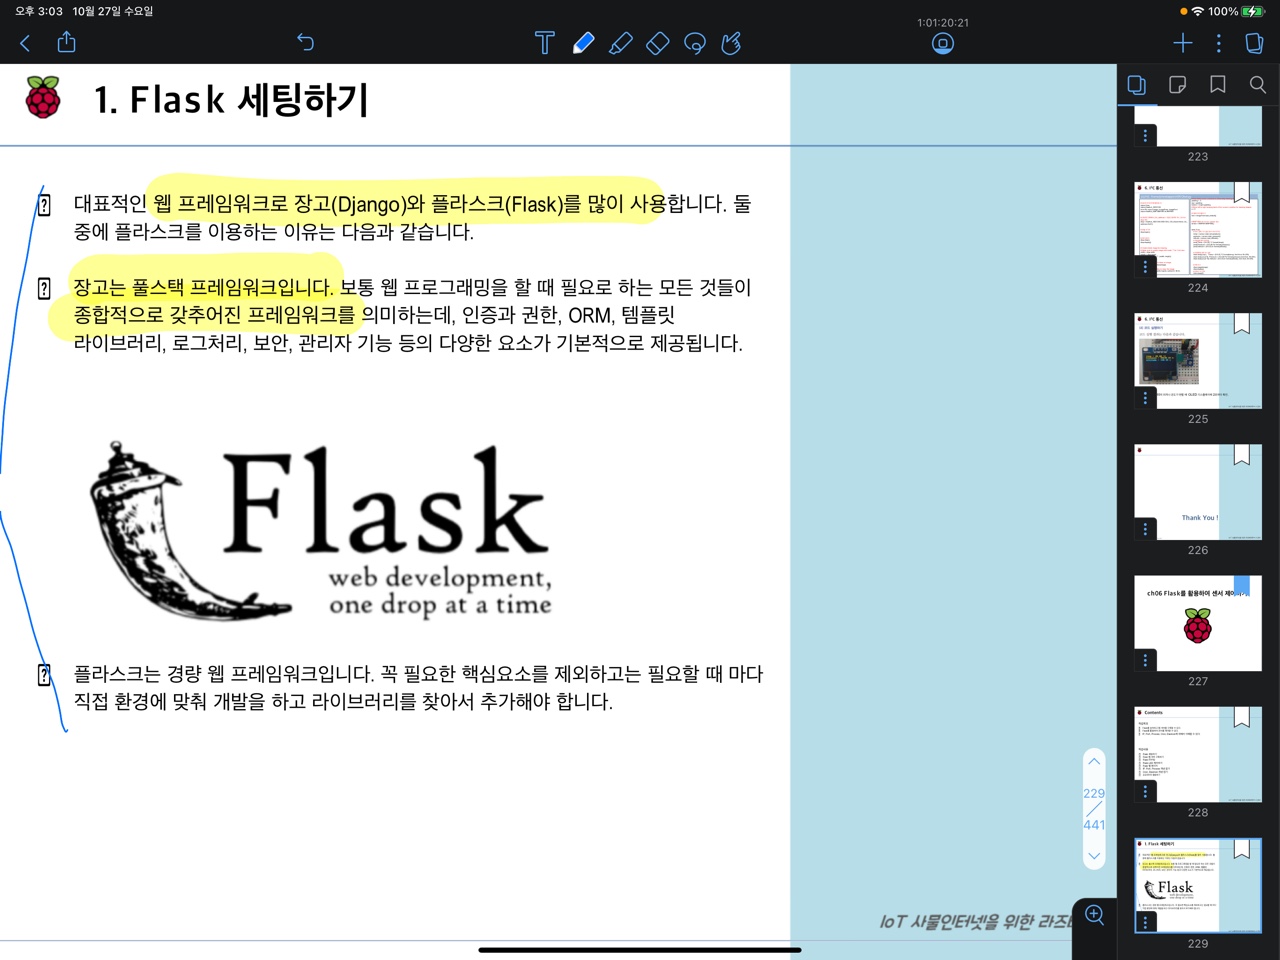 오후 3:03 10월 27일 수요일
100%
1:01:20:21
1. Flask 세팅하기
대표적인 웹 프레임워크로 장고(Django)와 플라스크(Flask)를 많이 사용합니다. 둘
중에 플라스크를 이용하는 이유는 다음과 같습니다.
장고는 풀스택 프레임워크입니다. 보통 웹 프로그래밍을 할 때 필요로 하는 모든 것들이
종합적으로 갖추어진 프레임워크를 의미하는데, 인증과 권한, ORM, 템플릿
라이브러리, 로그처리, 보안, 관리자 기능 등의 다양한 요소가 기본적으로 제공됩니다.
Flask
web development,
one drop at a time
플라스크는 경량 웹 프레임워크입니다. 꼭 필요한 핵심요소를 제외하고는 필요할 때 마다
직접 환경에 맞춰 개발을 하고 라이브러리를 찾아서 추가해야 합니다.
229
441
IoT 사물인터넷을 위한
223
6. I²C 통신
224
6. I²C 통신
225
Thank You !
226
ch06 Flask를 활용하여 센서
227
Contents
228
1. Flask 세팅하기
Flask
229